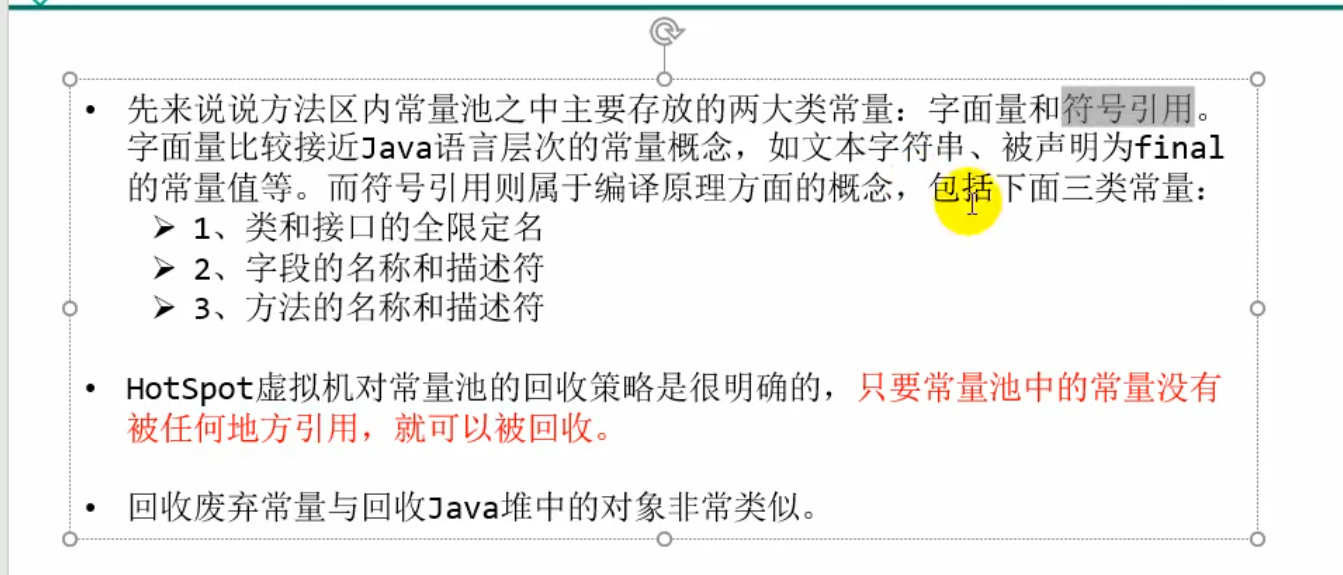 • 先来说说方法区内常量池之中主要存放的两大类常量：字面量和符号引用。
字面量比较接近Java语言层次的常量概念，如文本字符串、被声明为final
的常量值等。而符号引用则属于编译原理方面的概念，包括下面三类常量：
➢ 1、类和接口的全限定名
➢ 2、字段的名称和描述符
➢ 3、方法的名称和描述符
• HotSpot虚拟机对常量池的回收策略是很明确的，只要常量池中的常量没有
被任何地方引用，就可以被回收。
• 回收废弃常量与回收Java堆中的对象非常类似。